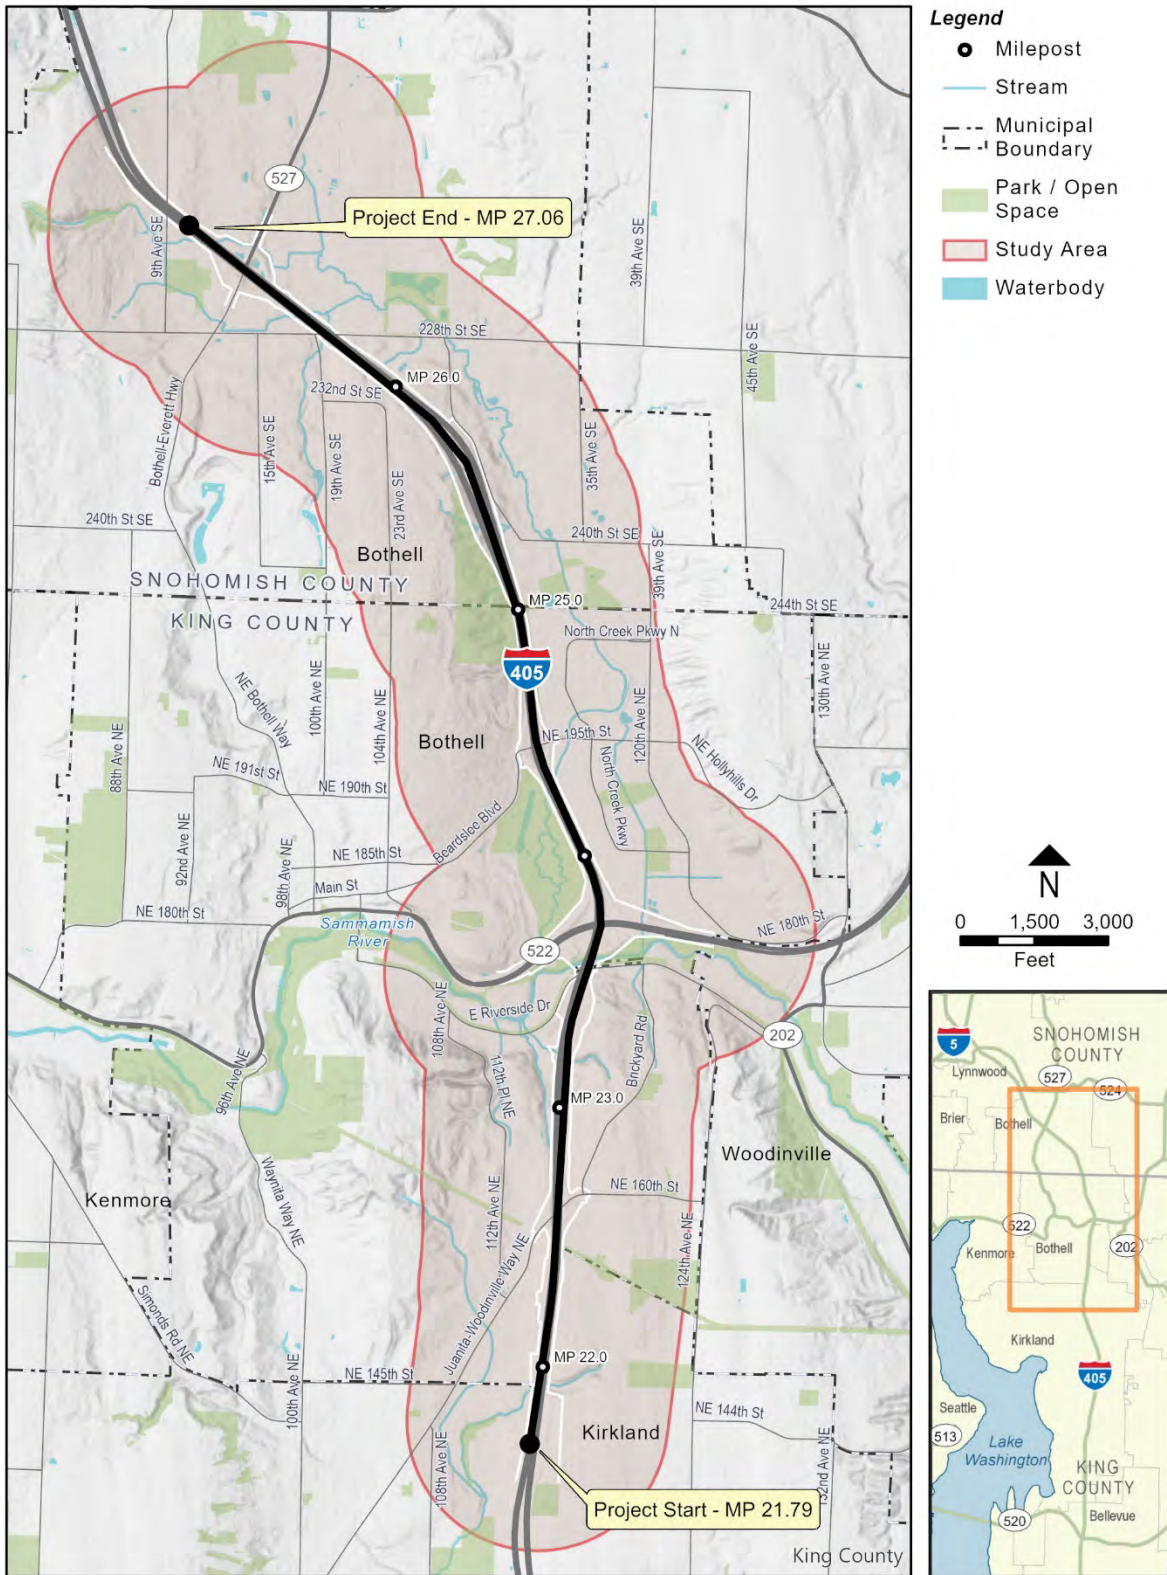 Legend
Milepost
Stream
Municipal
Boundary
Park / Open
Space
Study Area
Waterbody
527
Project End - MP 27.06
9th Ave SE
39th Ave SE
228th St SE
45th Ave SE
MP 26.0
232nd St SE
Bothell-Everett Hwy
15th Ave SE
19th Ave SE
23rd Ave SE
35th Ave SE
240th St SE
240th St SE
Bothell
39th Ave SE
SNOHOMISH COUNTY
KING COUNTY
MP 25.0
244th St SE
North Creek Pkwy N
405
NE Bothell Way
100th Ave NE
104th Ave NE
120th Ave NE
130th Ave NE
Bothell
NE 195th St
NE Hollyhills Dr
North Creek Pkwy
88th Ave NE
NE 191st St
NE 190th St
92nd Ave NE
Beardslee Blvd
NE 185th St
98th Ave NE
Main St
NE 180th St
Sammamish
River
NE 180th St
522
E Riverside Dr
108th Ave NE
Brickyard Rd
202
96th Ave NE
112th Pl NE
MP 23.0
Woodinville
Kenmore
Waynita Way NE
NE 160th St
112th Ave NE
124th Ave NE
Juanita-Woodinville Way NE
Simonds Rd NE
MP 22.0
NE 145th St
100th Ave NE
NE 144th St
Kirkland
108th Ave NE
132nd Ave NE
Project Start - MP 21.79
King County
N
0 1,500 3,000
Feet
5
SNOHOMISH
COUNTY
Lynnwood
527
524
Brier
Bothell
522
Kenmore
Bothell
202
Kirkland
405
Seattle
513
Lake
Washington
KING
COUNTY
520
Bellevue